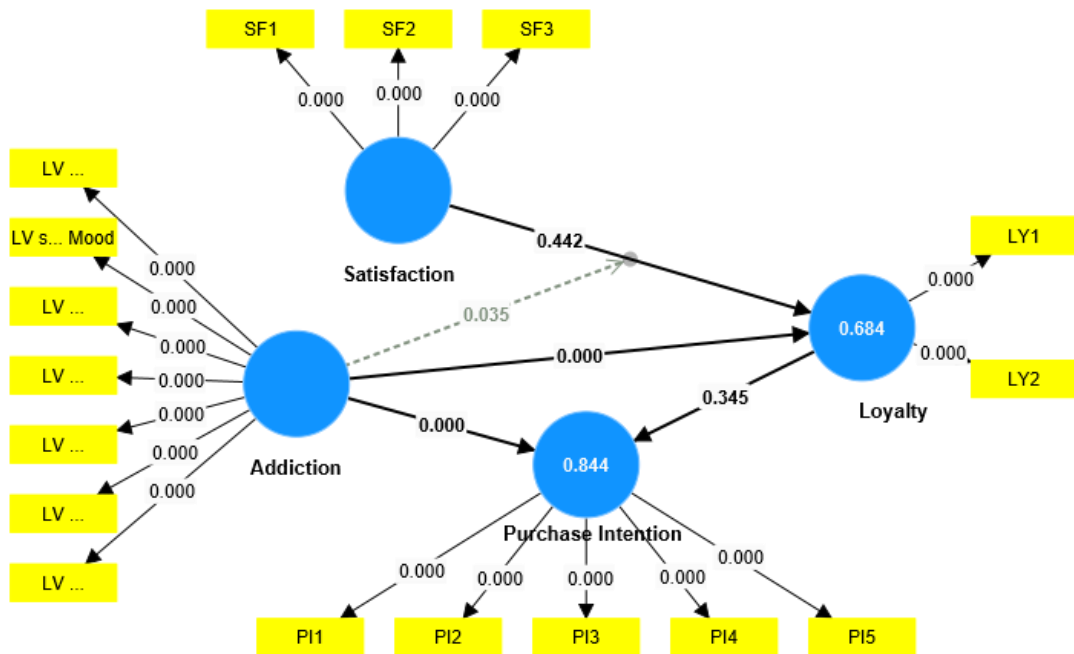 SF1
SF2
SF3
0.000
0.000
0.000
LV ...
LV s... Mood
LV ...
LV ...
LV ...
LV ...
LV ...
0.000
0.000
0.000
0.000
0.000
0.000
0.000
Satisfaction
0.442
0.035
Addiction
0.000
0.000
0.684
Loyalty
0.000
0.000
LY1
LY2
0.345
0.844
Purchase Intention
0.000
0.000
0.000
0.000
0.000
PI1
PI2
PI3
PI4
PI5